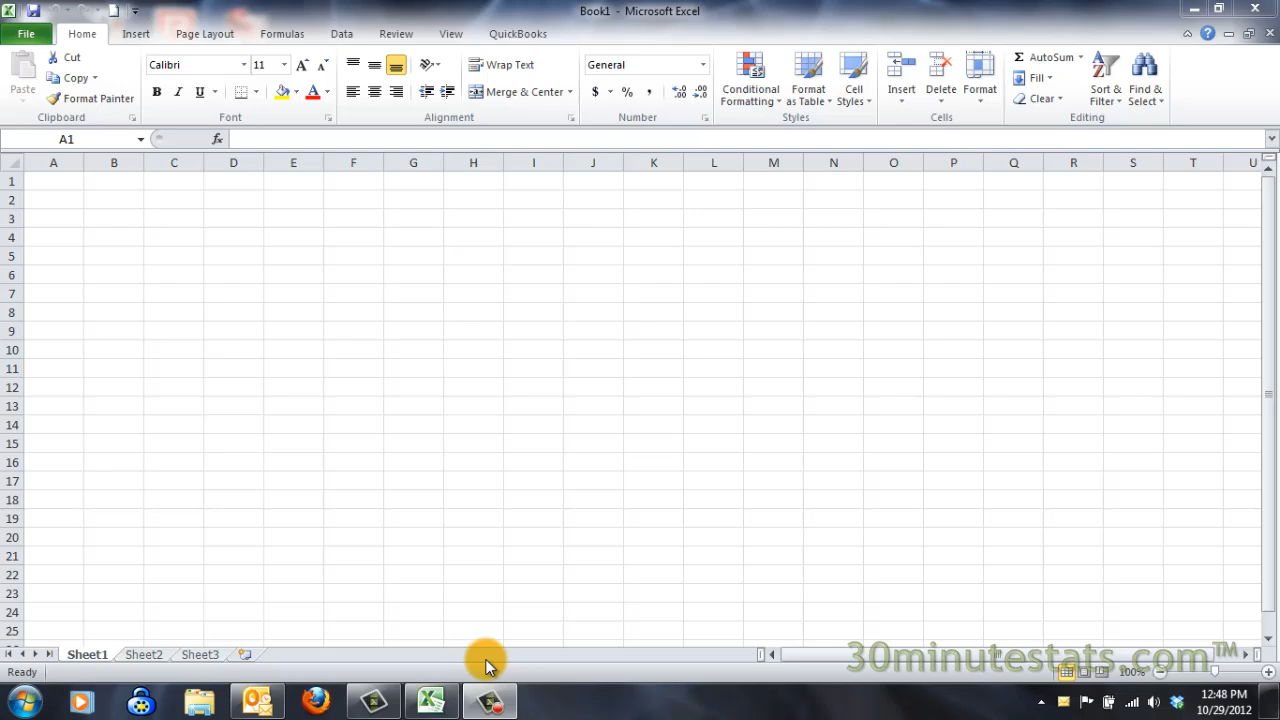 Book1 - Microsoft Excel
File Home Insert Page Layout Formulas Data Review View QuickBooks
Paste Cut Copy Format Painter Clipboard
Calibri 11 A A B I U A Font
Wrap Text Merge & Center Alignment
General $ % , .00 .0 Number
Conditional Formatting Format as Table Cell Styles Styles
Insert Delete Format Cells
Σ AutoSum Fill Clear Sort & Filter Find & Select Editing
A1 fx
A B C D E F G H I J K L M N O P Q R S T U
1
2
3
4
5
6
7
8
9
10
11
12
13
14
15
16
17
18
19
20
21
22
23
24
25
Sheet1 Sheet2 Sheet3
30minutestats.com™
Ready 100%
12:48 PM
10/29/2012